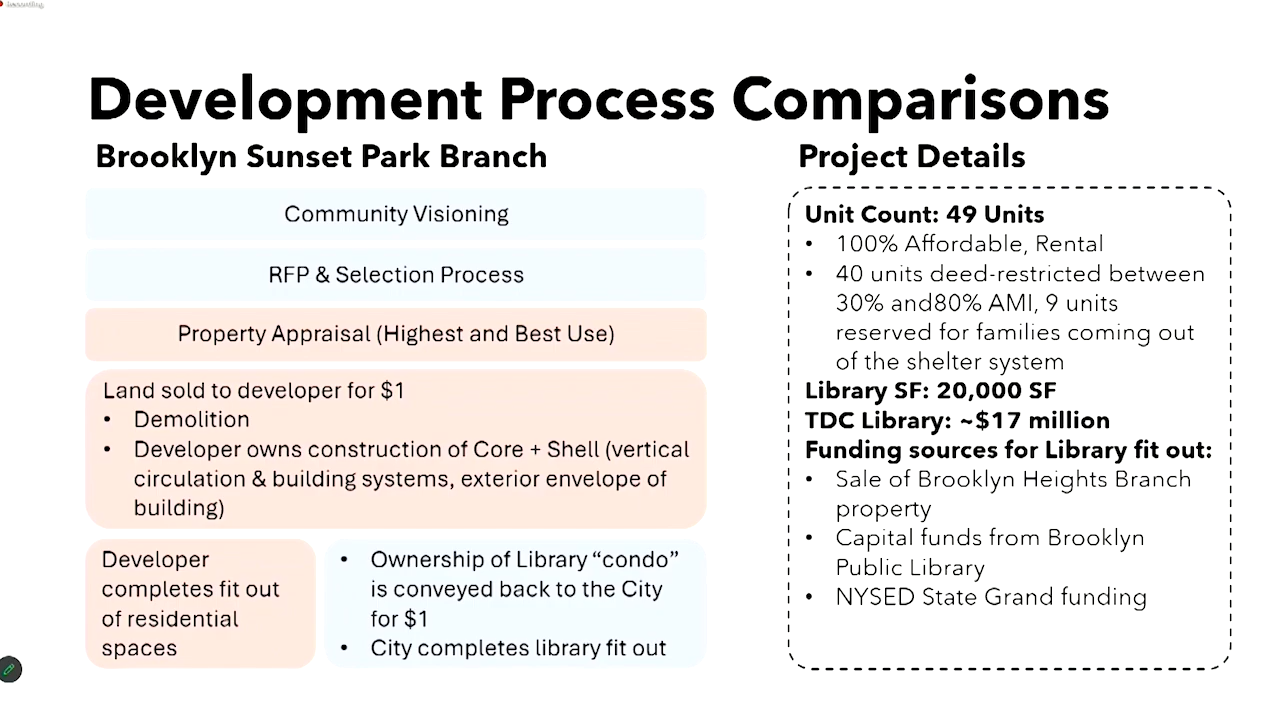 Development Process Comparisons
Brooklyn Sunset Park Branch
Community Visioning
RFP & Selection Process
Property Appraisal (Highest and Best Use)
Land sold to developer for $1
• Demolition
• Developer owns construction of Core + Shell (vertical
circulation & building systems, exterior envelope of
building)
Developer
completes fit out
of residential
spaces
• Ownership of Library “condo”
is conveyed back to the City
for $1
• City completes library fit out
Project Details
Unit Count: 49 Units
• 100% Affordable, Rental
• 40 units deed-restricted between
30% and80% AMI, 9 units
reserved for families coming out
of the shelter system
Library SF: 20,000 SF
TDC Library: ~$17 million
Funding sources for Library fit out:
• Sale of Brooklyn Heights Branch
property
• Capital funds from Brooklyn
Public Library
• NYSED State Grand funding